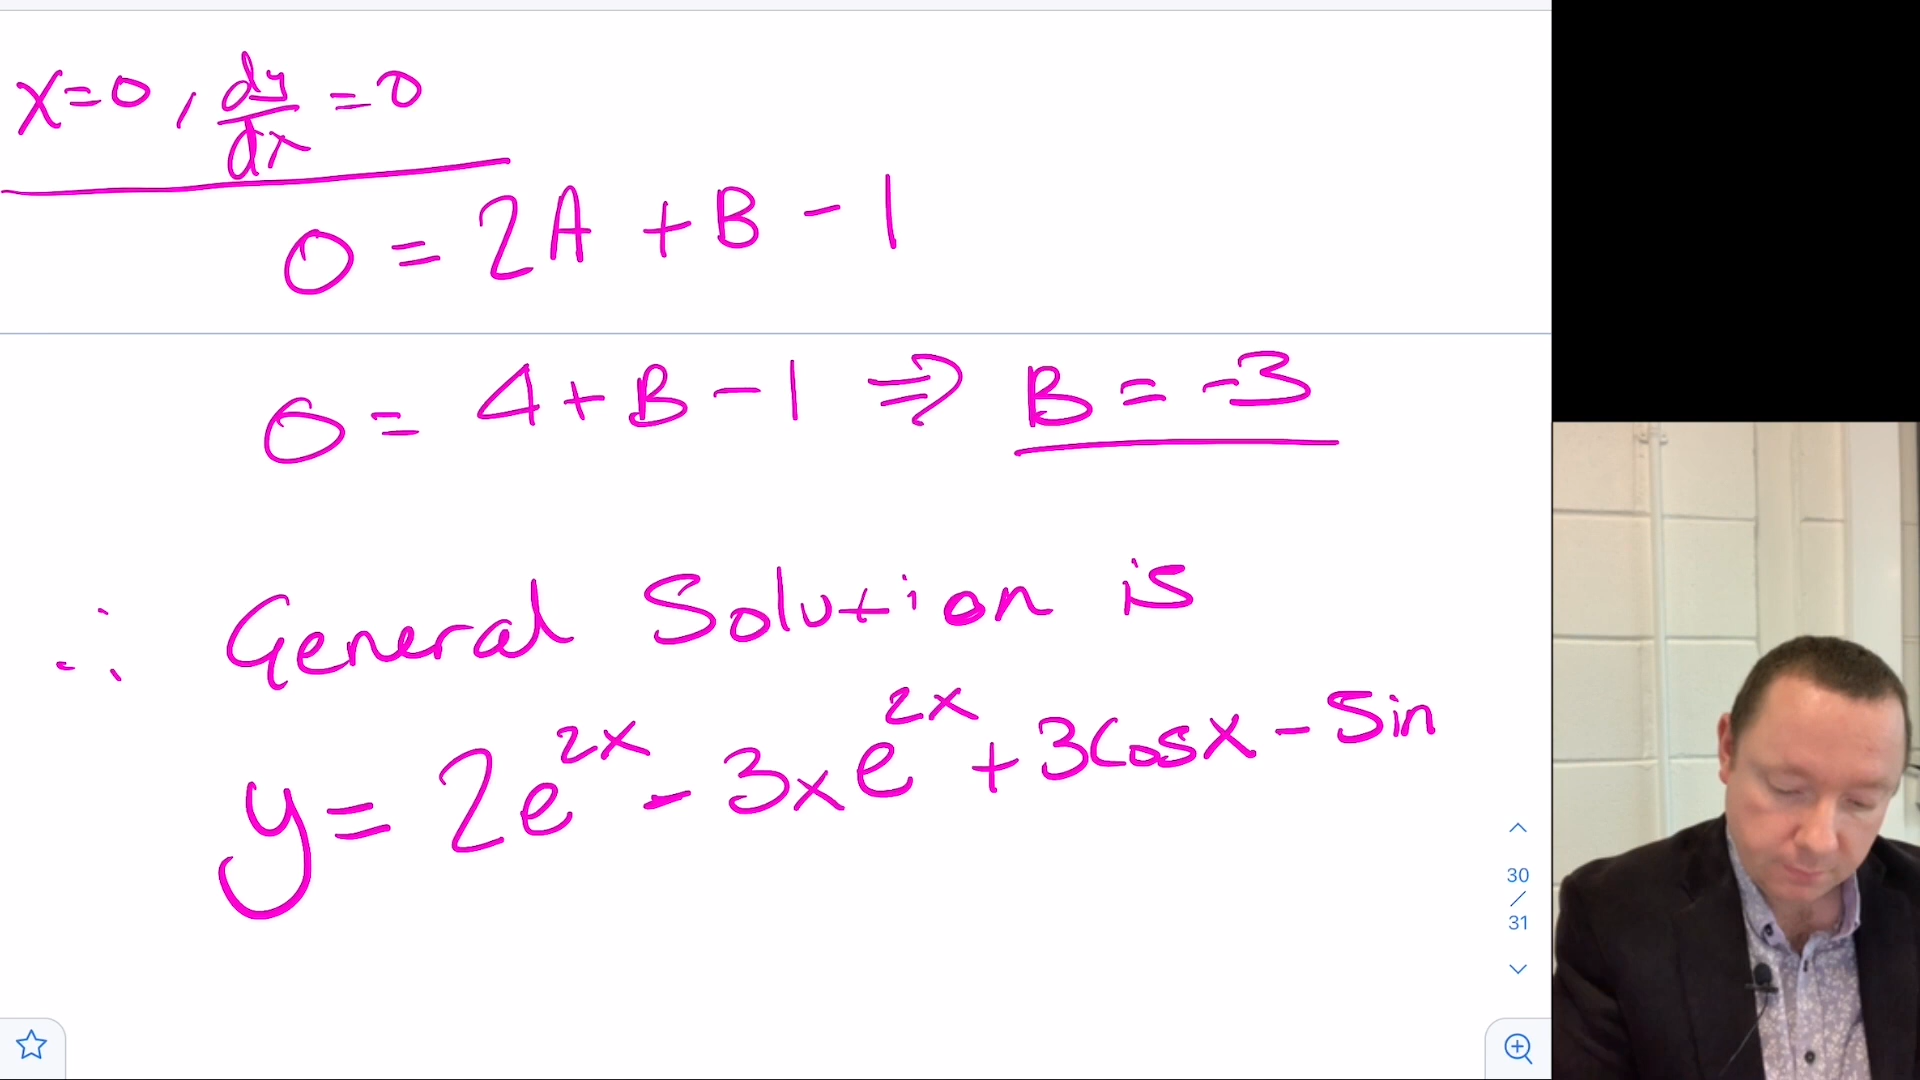 x=0, dy/dx=0
0 = 2A + B - 1
0 = 4 + B - 1 ⇒ B = -3
∴ General Solution is
y = 2e^{2x} - 3xe^{2x} + 3Cosx - Sin
30
/
31